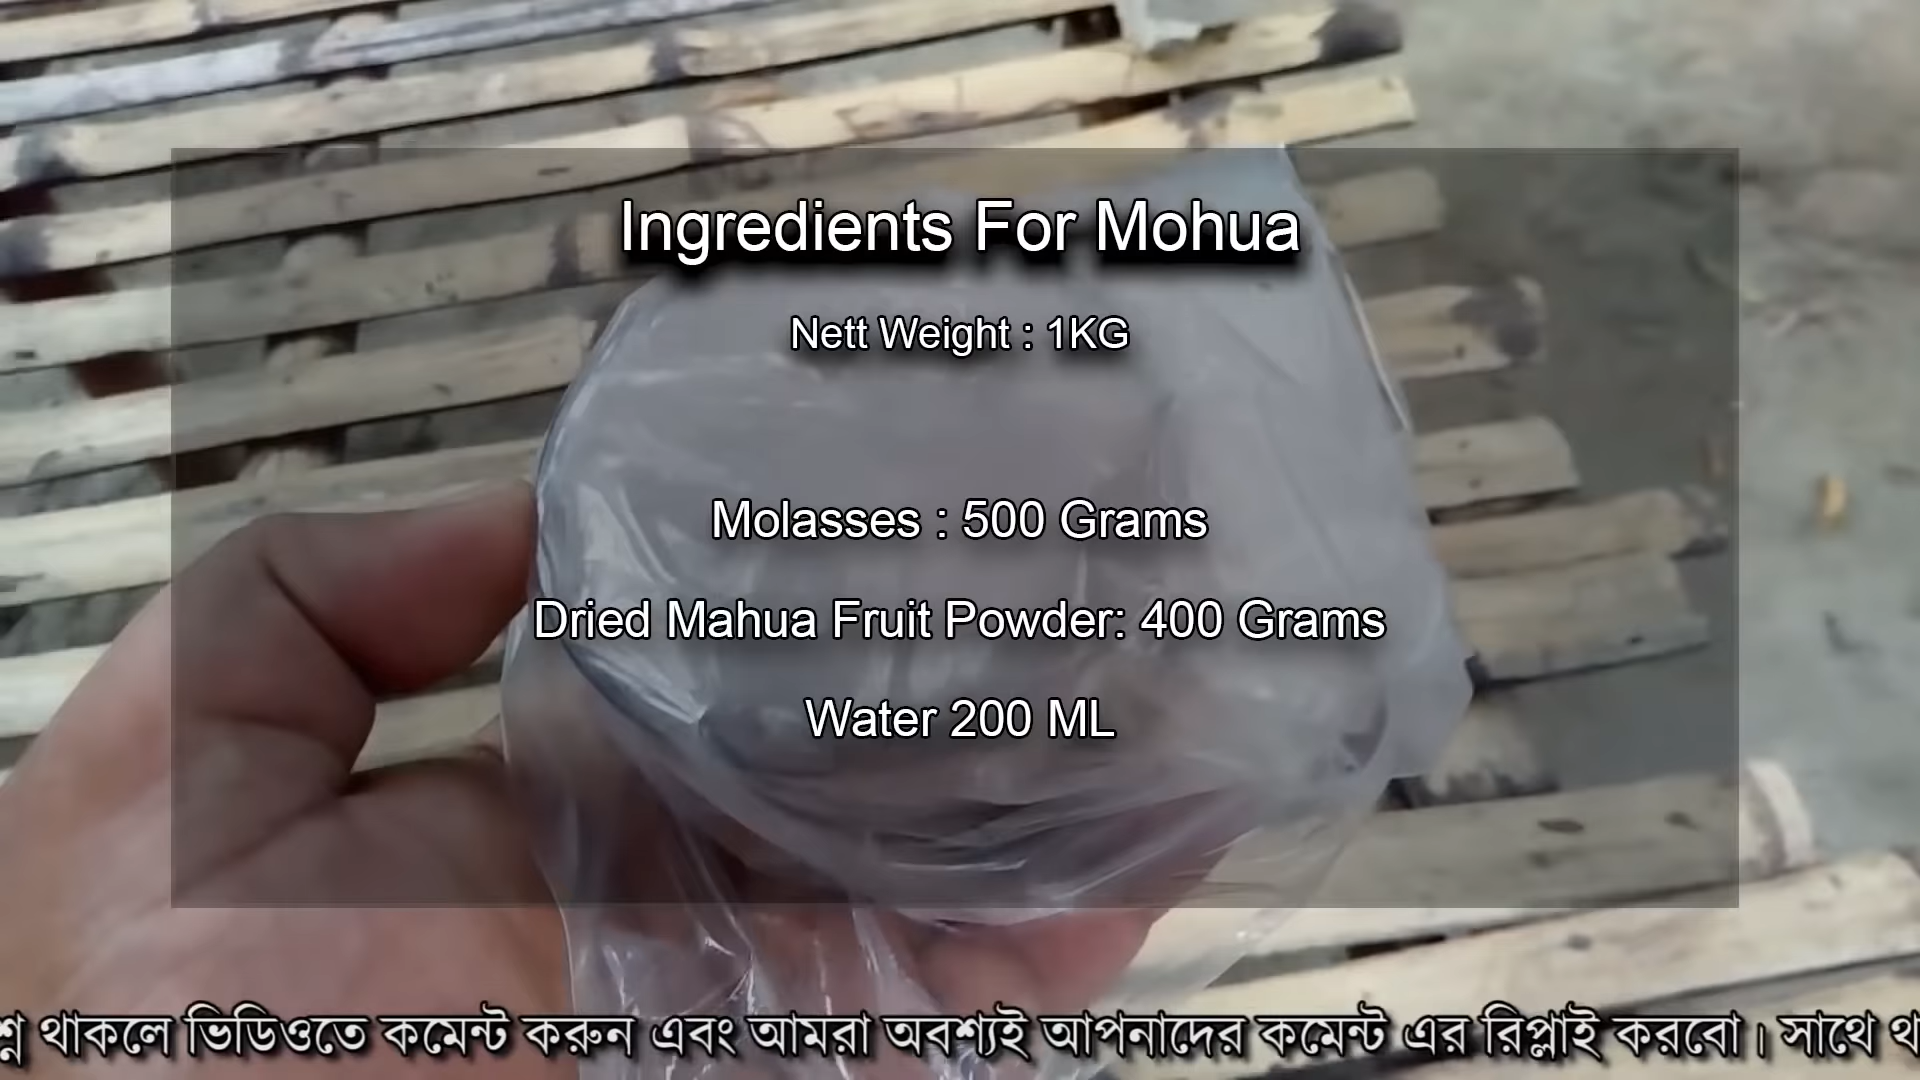 Ingredients For Mohua
Nett Weight : 1KG
Molasses : 500 Grams
Dried Mahua Fruit Powder: 400 Grams
Water 200 ML
থাকলে ভিডিওতে কমেন্ট করুন এবং আমরা অবশ্যই আপনাদের কমেন্ট এর রিপ্লাই করবো। সাথে